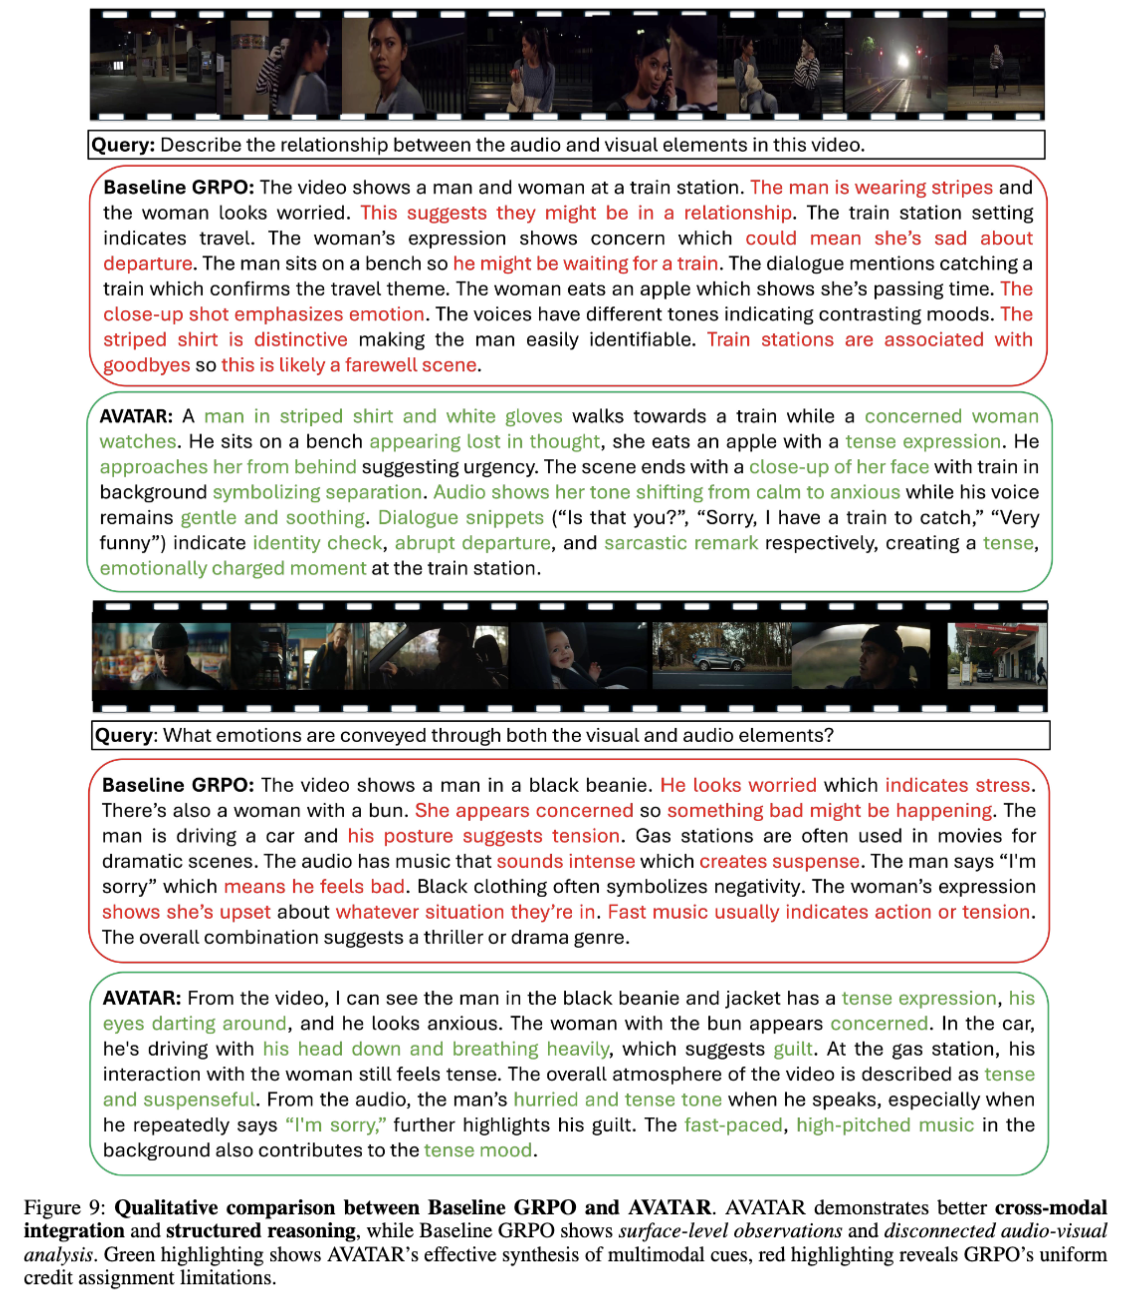 Query: Describe the relationship between the audio and visual elements in this video.
Baseline GRPO: The video shows a man and woman at a train station. The man is wearing stripes and
the woman looks worried. This suggests they might be in a relationship. The train station setting
indicates travel. The woman's expression shows concern which could mean she's sad about
departure. The man sits on a bench so he might be waiting for a train. The dialogue mentions catching a
train which confirms the travel theme. The woman eats an apple which shows she's passing time. The
close-up shot emphasizes emotion. The voices have different tones indicating contrasting moods. The
striped shirt is distinctive making the man easily identifiable. Train stations are associated with
goodbyes so this is likely a farewell scene.
AVATAR: A man in striped shirt and white gloves walks towards a train while a concerned woman
watches. He sits on a bench appearing lost in thought, she eats an apple with a tense expression. He
approaches her from behind suggesting urgency. The scene ends with a close-up of her face with train in
background symbolizing separation. Audio shows her tone shifting from calm to anxious while his voice
remains gentle and soothing. Dialogue snippets (“Is that you?”, “Sorry, I have a train to catch,” “Very
funny”) indicate identity check, abrupt departure, and sarcastic remark respectively, creating a tense,
emotionally charged moment at the train station.
Query: What emotions are conveyed through both the visual and audio elements?
Baseline GRPO: The video shows a man in a black beanie. He looks worried which indicates stress.
There's also a woman with a bun. She appears concerned so something bad might be happening. The
man is driving a car and his posture suggests tension. Gas stations are often used in movies for
dramatic scenes. The audio has music that sounds intense which creates suspense. The man says “I'm
sorry” which means he feels bad. Black clothing often symbolizes negativity. The woman's expression
shows she's upset about whatever situation they're in. Fast music usually indicates action or tension.
The overall combination suggests a thriller or drama genre.
AVATAR: From the video, I can see the man in the black beanie and jacket has a tense expression, his
eyes darting around, and he looks anxious. The woman with the bun appears concerned. In the car,
he's driving with his head down and breathing heavily, which suggests guilt. At the gas station, his
interaction with the woman still feels tense. The overall atmosphere of the video is described as tense
and suspenseful. From the audio, the man's hurried and tense tone when he speaks, especially when
he repeatedly says “I'm sorry,” further highlights his guilt. The fast-paced, high-pitched music in the
background also contributes to the tense mood.
Figure 9: Qualitative comparison between Baseline GRPO and AVATAR. AVATAR demonstrates better cross-modal
integration and structured reasoning, while Baseline GRPO shows surface-level observations and disconnected audio-visual
analysis. Green highlighting shows AVATAR's effective synthesis of multimodal cues, red highlighting reveals GRPO's uniform
credit assignment limitations.